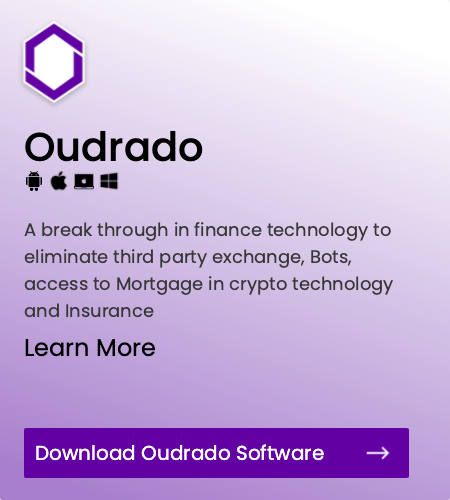 Oudrado
A break through in finance technology to
eliminate third party exchange, Bots,
access to Mortgage in crypto technology
and Insurance
Learn More
Download Oudrado Software